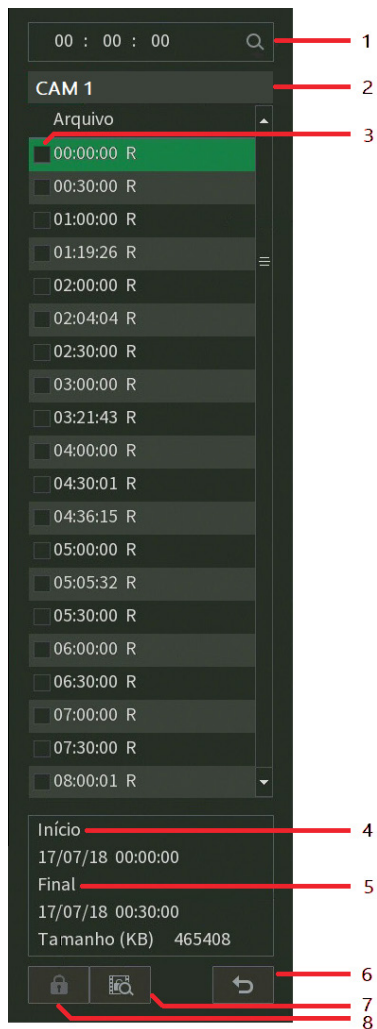 00 : 00 : 00
1
CAM 1
2
Arquivo
3
00:00:00 R
00:30:00 R
01:00:00 R
01:19:26 R
02:00:00 R
02:04:04 R
02:30:00 R
03:00:00 R
03:21:43 R
04:00:00 R
04:30:01 R
04:36:15 R
05:00:00 R
05:05:32 R
05:30:00 R
06:00:00 R
06:30:00 R
07:00:00 R
07:30:00 R
08:00:01 R
Início
4
17/07/18 00:00:00
Final
5
17/07/18 00:30:00
Tamanho (KB) 465408
6
7
8